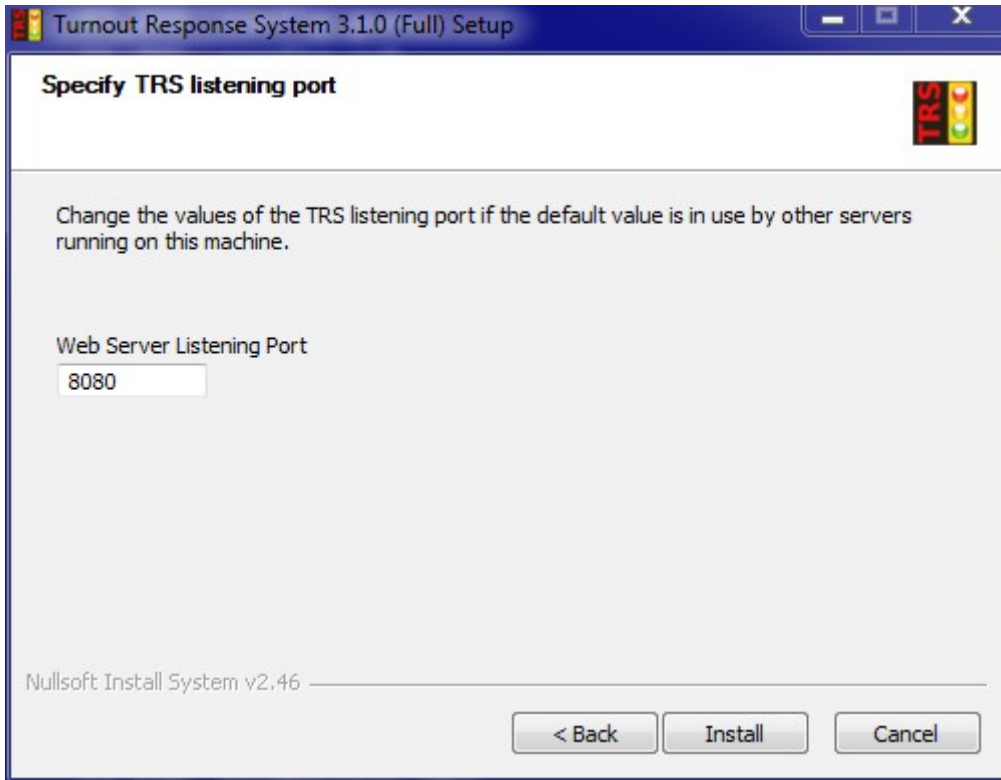 Turnout Response System 3.1.0 (Full) Setup
Specify TRS listening port
TRS
Change the values of the TRS listening port if the default value is in use by other servers
running on this machine.
Web Server Listening Port
8080
Nullsoft Install System v2.46
< Back
Install
Cancel